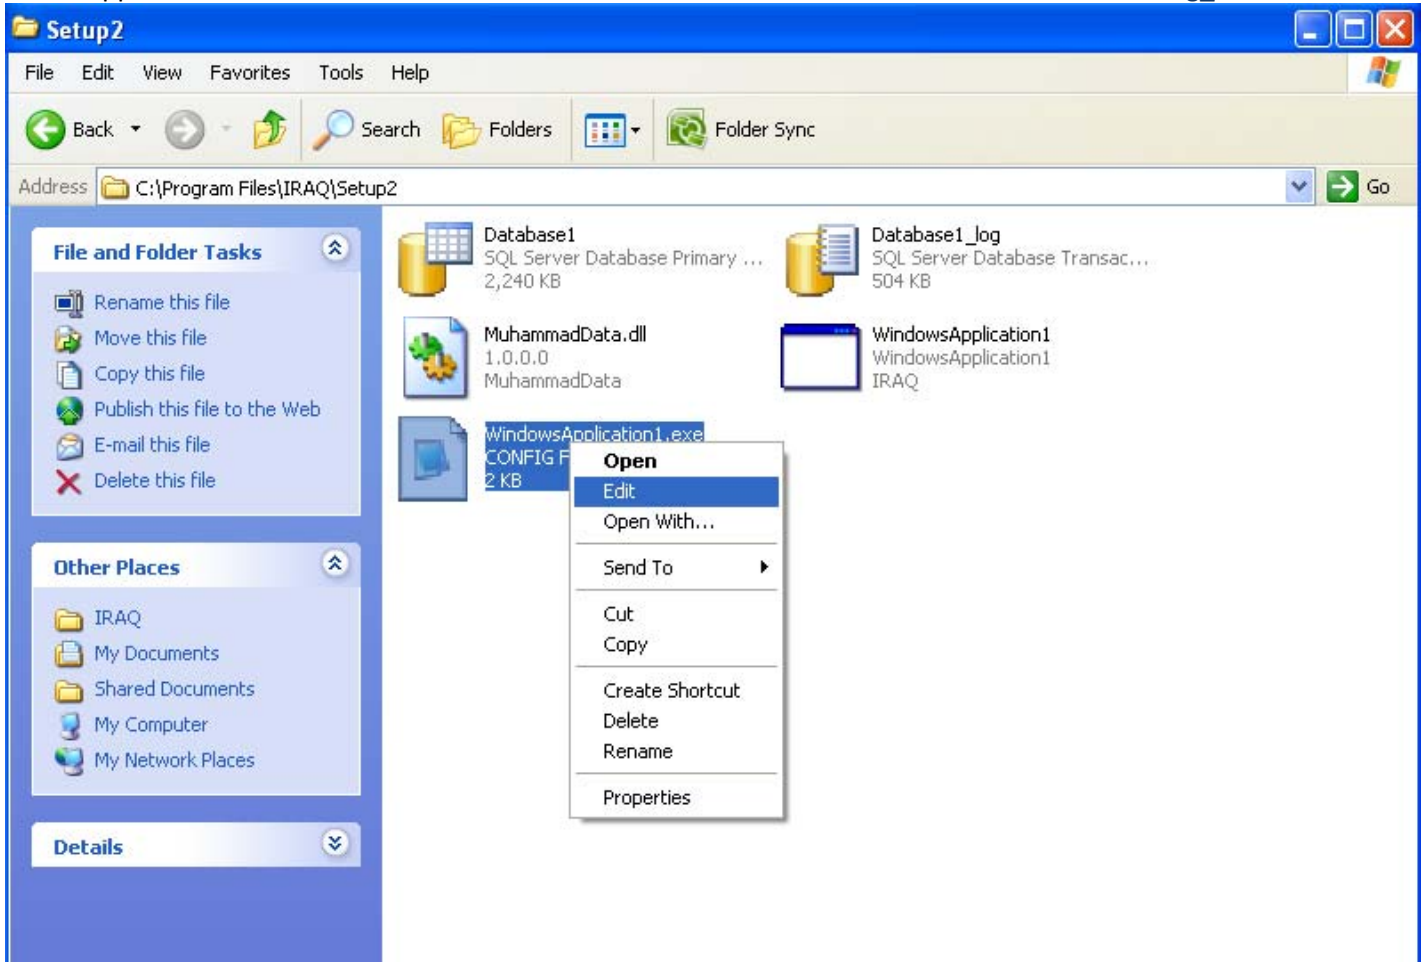 Setup2
File Edit View Favorites Tools Help
Back Search Folders Folder Sync
Address C:\Program Files\IRAQ\Setup2 Go
File and Folder Tasks
Rename this file
Move this file
Copy this file
Publish this file to the Web
E-mail this file
Delete this file
Other Places
IRAQ
My Documents
Shared Documents
My Computer
My Network Places
Details
Database1
SQL Server Database Primary ...
2,240 KB
Database1_log
SQL Server Database Transac...
504 KB
MuhammadData.dll
1.0.0.0
MuhammadData
WindowsApplication1
WindowsApplication1
IRAQ
WindowsApplication1.exe
CONFIG F
2 KB
Open
Edit
Open With...
Send To
Cut
Copy
Create Shortcut
Delete
Rename
Properties